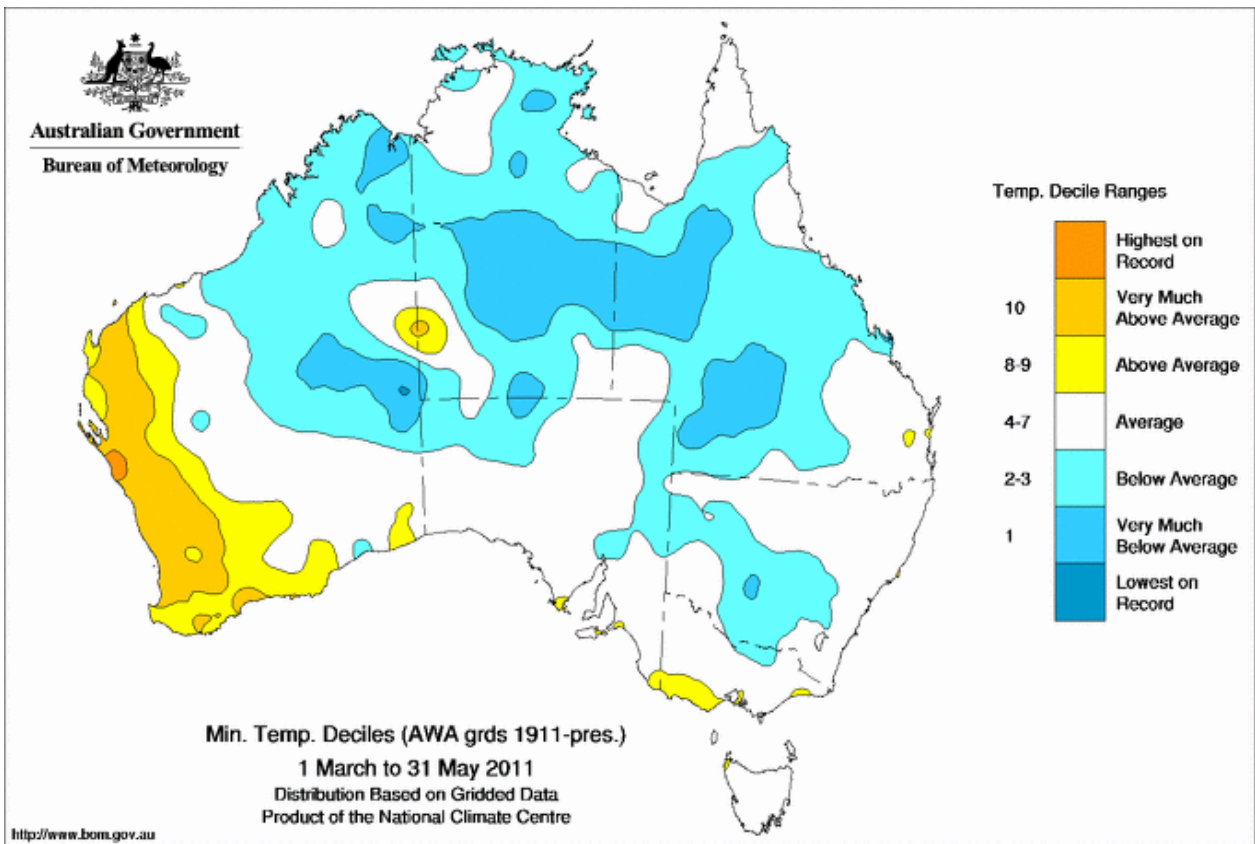 Australian Government
Bureau of Meteorology
Temp. Decile Ranges
Highest on
Record
10
Very Much
Above Average
8-9
Above Average
4-7
Average
2-3
Below Average
1
Very Much
Below Average
Lowest on
Record
Min. Temp. Deciles (AWA grds 1911-pres.)
1 March to 31 May 2011
Distribution Based on Gridded Data
Product of the National Climate Centre
http://www.bom.gov.au